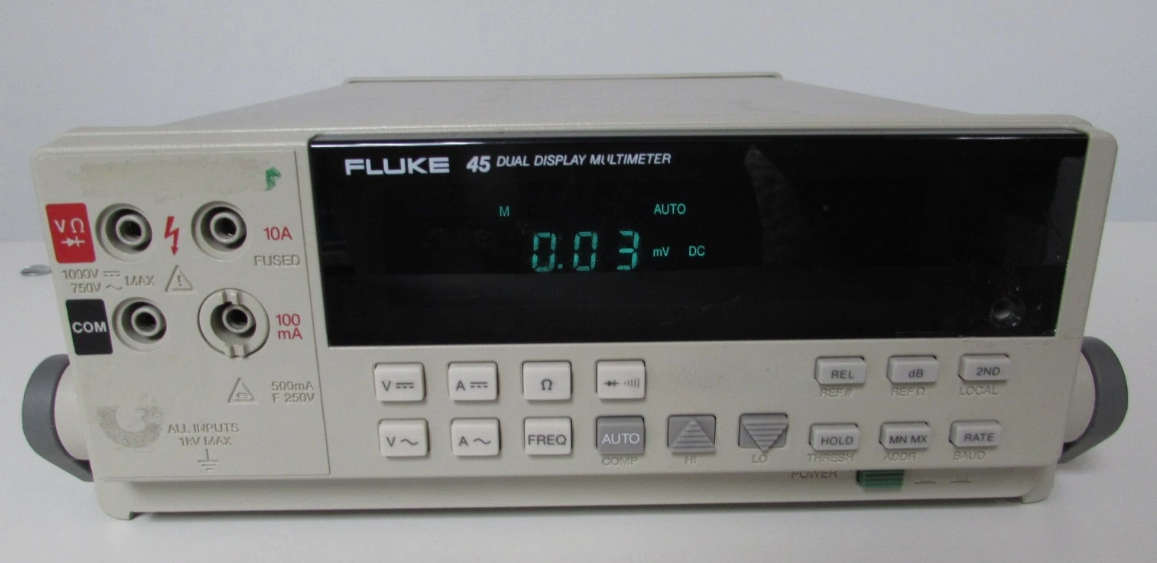 FLUKE 45 DUAL DISPLAY MULTIMETER
M AUTO
0.03 mV DC
VΩ
10A
FUSED
1000V
750V ~ MAX
COM
100
mA
500mA
F 250V
ALL INPUTS
1kV MAX
V A Ω
REL dB 2ND
REF# REF Ω LOCAL
V~ A~ FREQ AUTO HOLD MN MX RATE
COMP HI LO THRESH ADDR BAUD
POWER